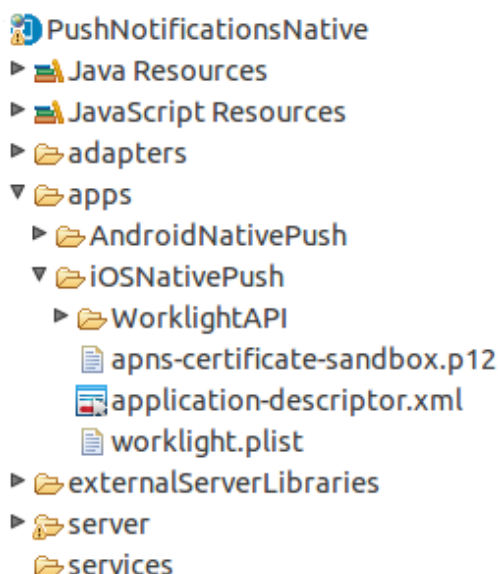 PushNotificationsNative
Java Resources
JavaScript Resources
adapters
apps
AndroidNativePush
iOSNativePush
WorklightAPI
apns-certificate-sandbox.p12
application-descriptor.xml
worklight.plist
externalServerLibraries
server
services